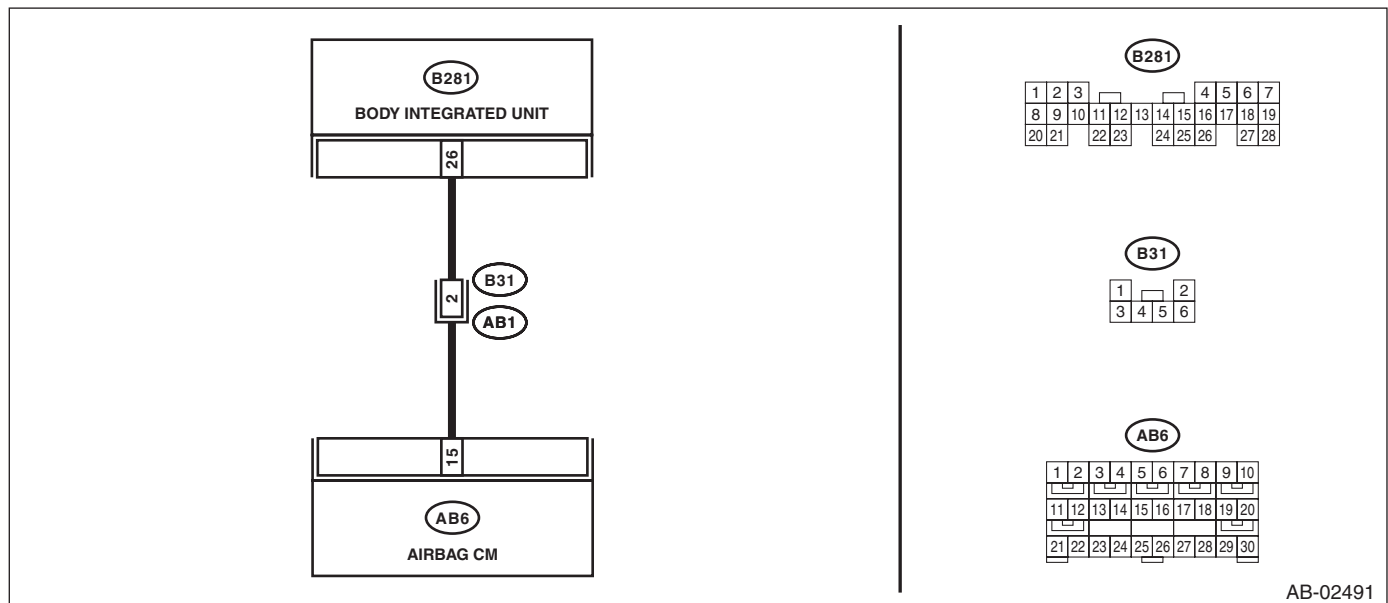 B281
BODY INTEGRATED UNIT
26
2
B31
AB1
15
AB6
AIRBAG CM
B281
1 2 3 4 5 6 7
8 9 10 11 12 13 14 15 16 17 18 19
20 21 22 23 24 25 26 27 28
B31
1 2
3 4 5 6
AB6
1 2 3 4 5 6 7 8 9 10
11 12 13 14 15 16 17 18 19 20
21 22 23 24 25 26 27 28 29 30
AB-02491